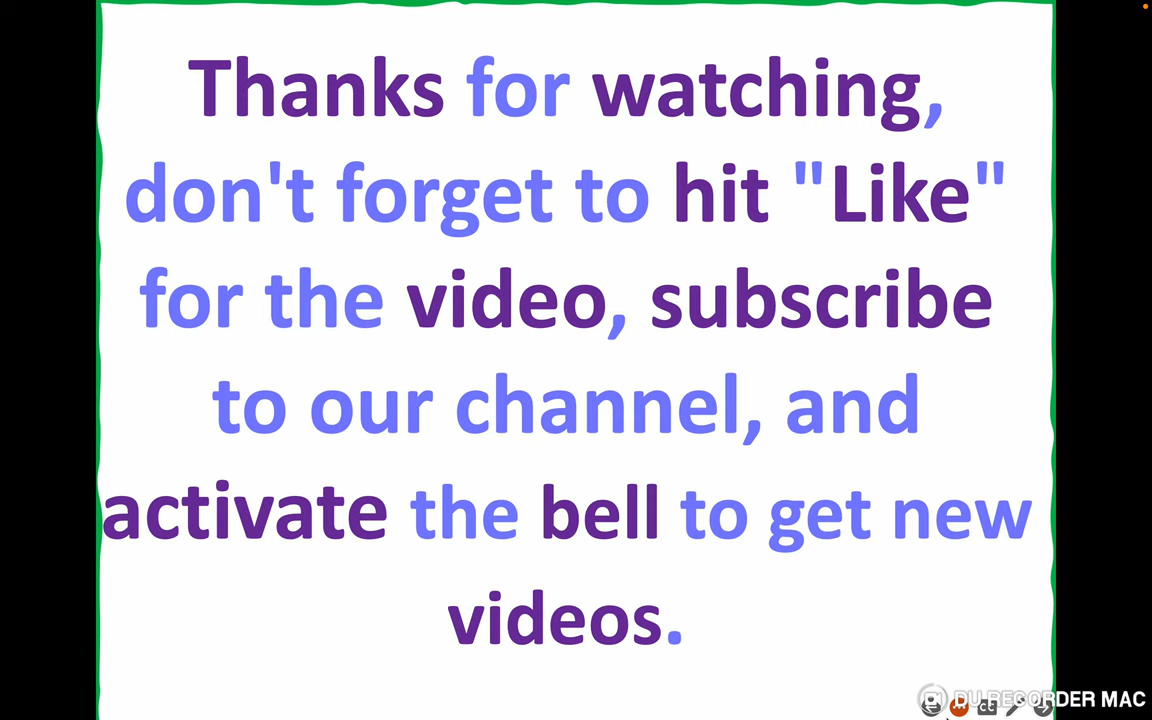 Thanks for watching,
don't forget to hit "Like"
for the video, subscribe
to our channel, and
activate the bell to get new
videos.
DU RECORDER MAC